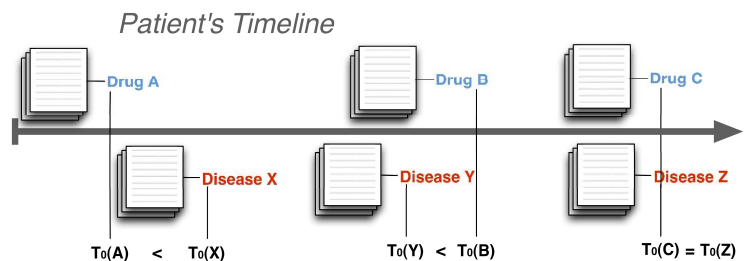 Patient's Timeline
Drug A
Drug B
Drug C
Disease X
Disease Y
Disease Z
T0(A) < T0(X)
T0(Y) < T0(B)
T0(C) = T0(Z)